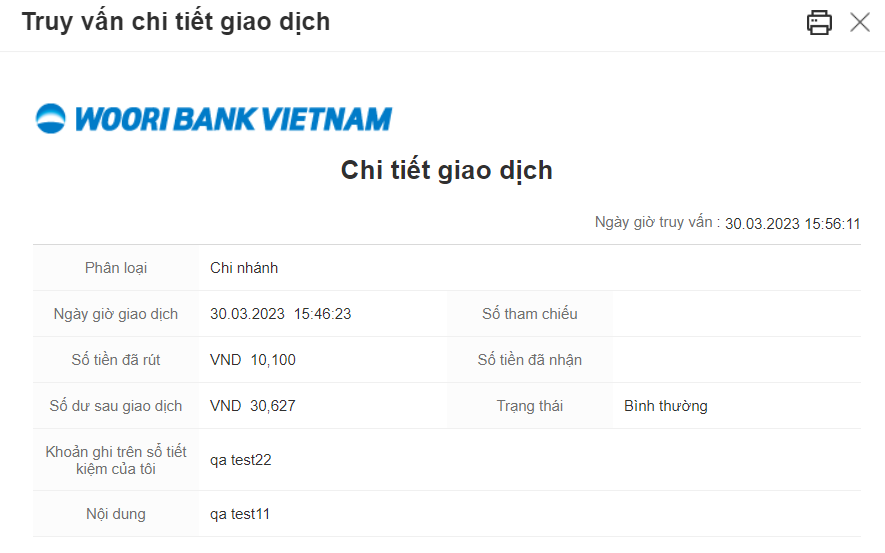 Truy vấn chi tiết giao dịch
WOORI BANK VIETNAM
Chi tiết giao dịch
Ngày giờ truy vấn : 30.03.2023 15:56:11
Phân loại Chi nhánh
Ngày giờ giao dịch 30.03.2023 15:46:23 Số tham chiếu
Số tiền đã rút VND 10,100 Số tiền đã nhận
Số dư sau giao dịch VND 30,627 Trạng thái Bình thường
Khoản ghi trên sổ tiết
kiệm của tôi qa test22
Nội dung qa test11